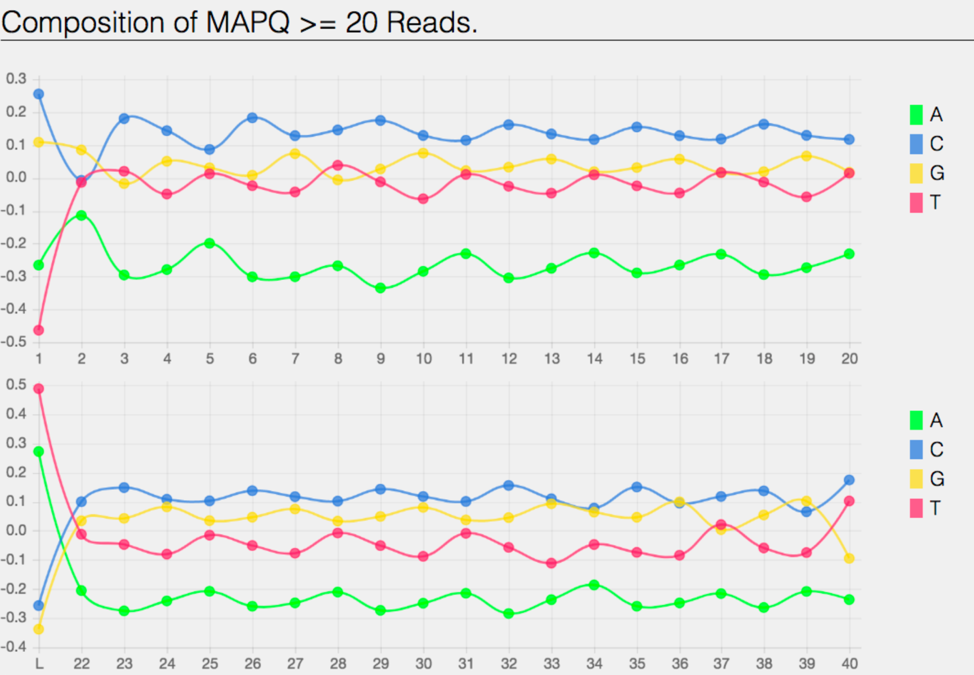 Composition of MAPQ >= 20 Reads.
0.3
0.2
0.1
0.0
-0.1
-0.2
-0.3
-0.4
-0.5
1 2 3 4 5 6 7 8 9 10 11 12 13 14 15 16 17 18 19 20
A
C
G
T
0.5
0.4
0.3
0.2
0.1
0.0
-0.1
-0.2
-0.3
-0.4
L 22 23 24 25 26 27 28 29 30 31 32 33 34 35 36 37 38 39 40
A
C
G
T